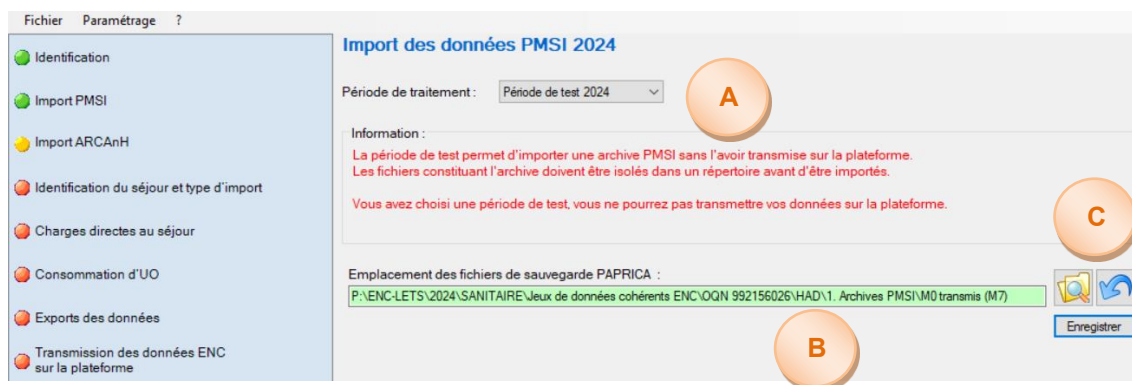 Fichier Paramétrage ?
Identification
Import PMSI
Import ARCAnH
Identification du séjour et type d'import
Charges directes au séjour
Consommation d'UO
Exports des données
Transmission des données ENC
sur la plateforme
Import des données PMSI 2024
Période de traitement : Période de test 2024
A
Information :
La période de test permet d'importer une archive PMSI sans l'avoir transmise sur la plateforme.
Les fichiers constituant l'archive doivent être isolés dans un répertoire avant d'être importés.
Vous avez choisi une période de test, vous ne pourrez pas transmettre vos données sur la plateforme.
C
Emplacement des fichiers de sauvegarde PAPRICA :
P:\ENC-LETS\2024\SANITAIRE\Jeux de données cohérents ENC\OQN 992156026\HAD\1. Archives PMSI\M0 transmis (M7)
Enregistrer
B